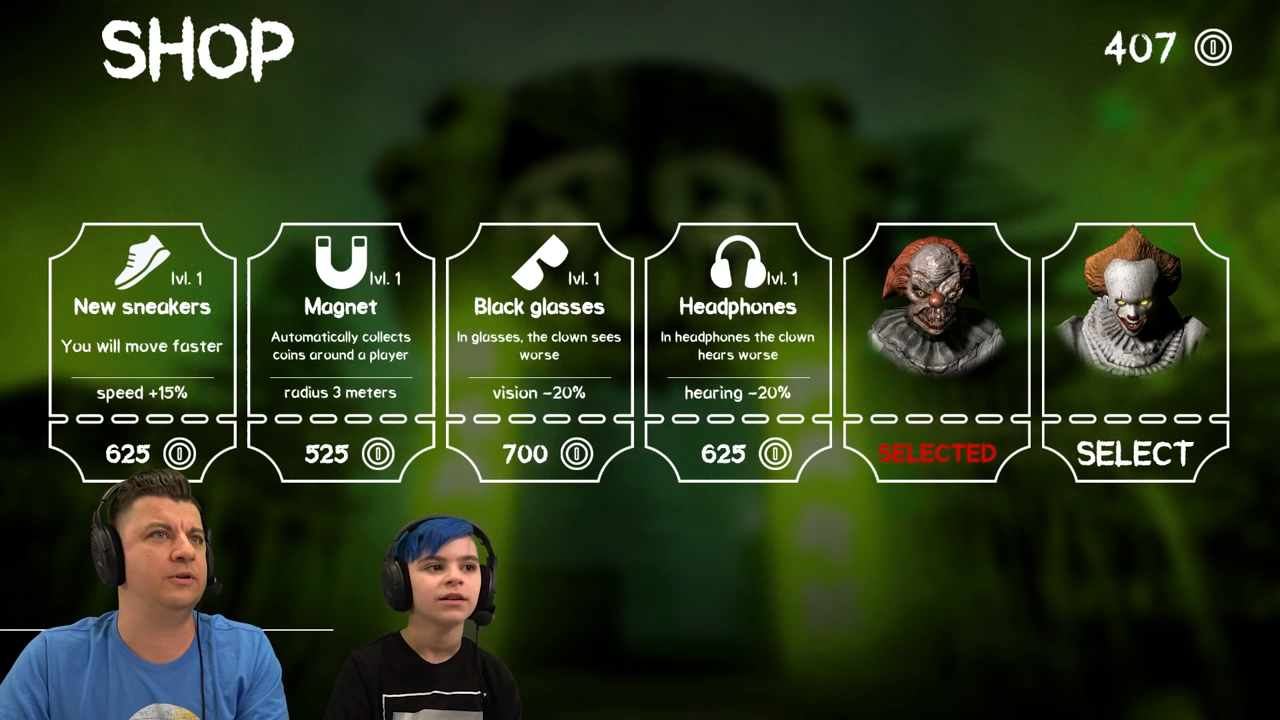 SHOP
407
lvl. 1
New sneakers
You will move faster
speed +15%
625
lvl. 1
Magnet
Automatically collects
coins around a player
radius 3 meters
525
lvl. 1
Black glasses
In glasses, the clown sees
worse
vision -20%
700
lvl. 1
Headphones
In headphones the clown
hears worse
hearing -20%
625
SELECTED
SELECT